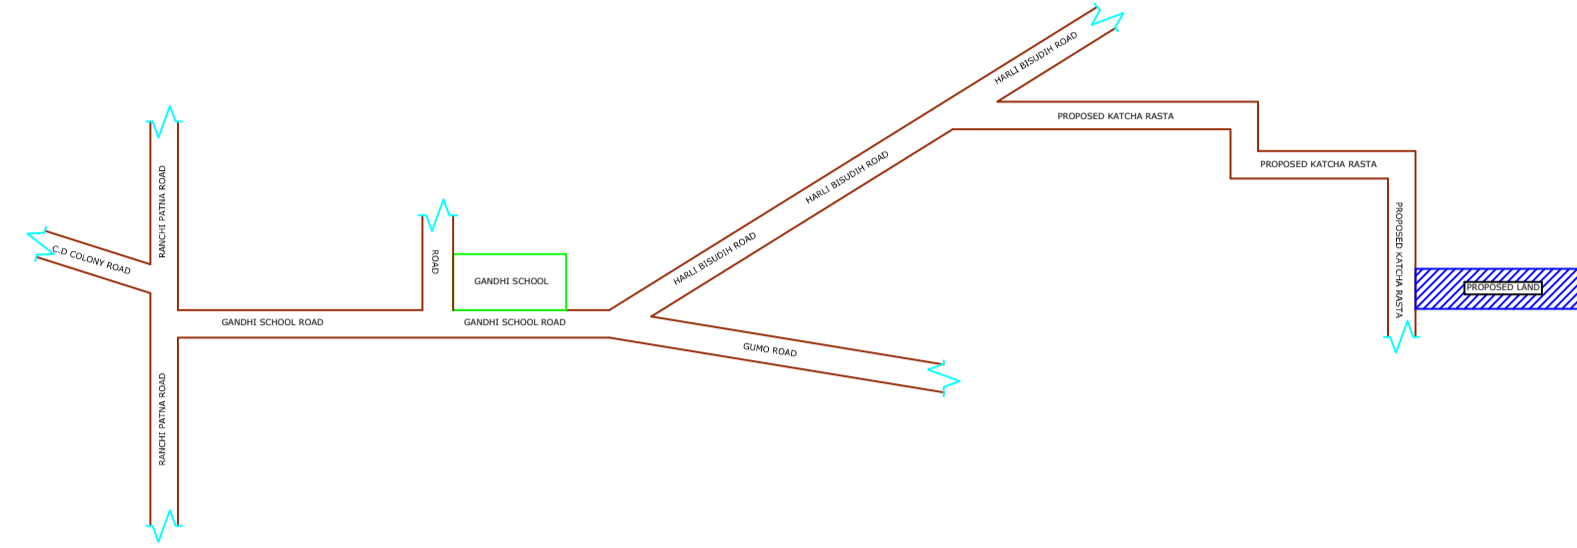 HARLI BISUDIH ROAD
PROPOSED KATCHA RASTA
PROPOSED KATCHA RASTA
HARLI BISUDIH ROAD
RANCHI PATNA ROAD
C.D COLONY ROAD
ROAD
GANDHI SCHOOL
HARLI BISUDIH ROAD
PROPOSED KATCHA RASTA
PROPOSED LAND
GANDHI SCHOOL ROAD
GANDHI SCHOOL ROAD
GUMO ROAD
RANCHI PATNA ROAD